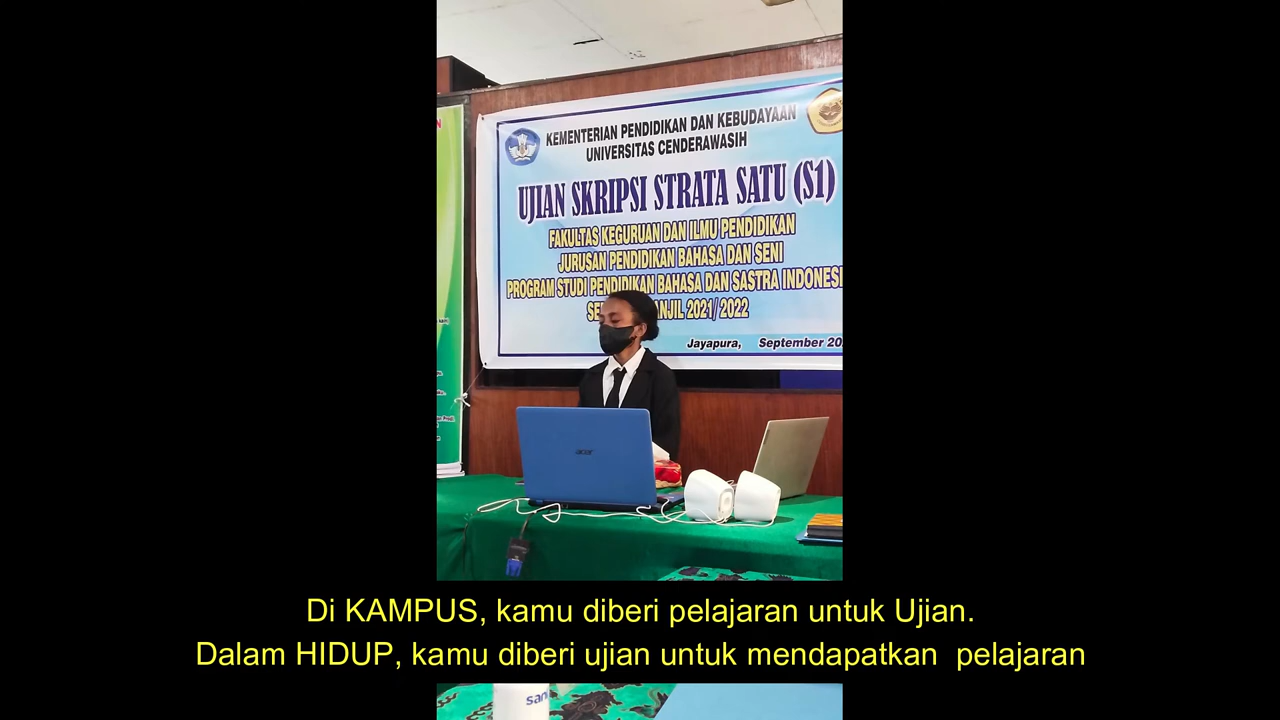 KEMENTERIAN PENDIDIKAN DAN KEBUDAYAAN
UNIVERSITAS CENDERAWASIH
UJIAN SKRIPSI STRATA SATU (S1)
FAKULTAS KEGURUAN DAN ILMU PENDIDIKAN
JURUSAN PENDIDIKAN BAHASA DAN SENI
PROGRAM STUDI PENDIDIKAN BAHASA DAN SASTRA INDONESI
2021/2022
Jayapura, September
acer
Di KAMPUS, kamu diberi pelajaran untuk Ujian.
Dalam HIDUP, kamu diberi ujian untuk mendapatkan pelajaran